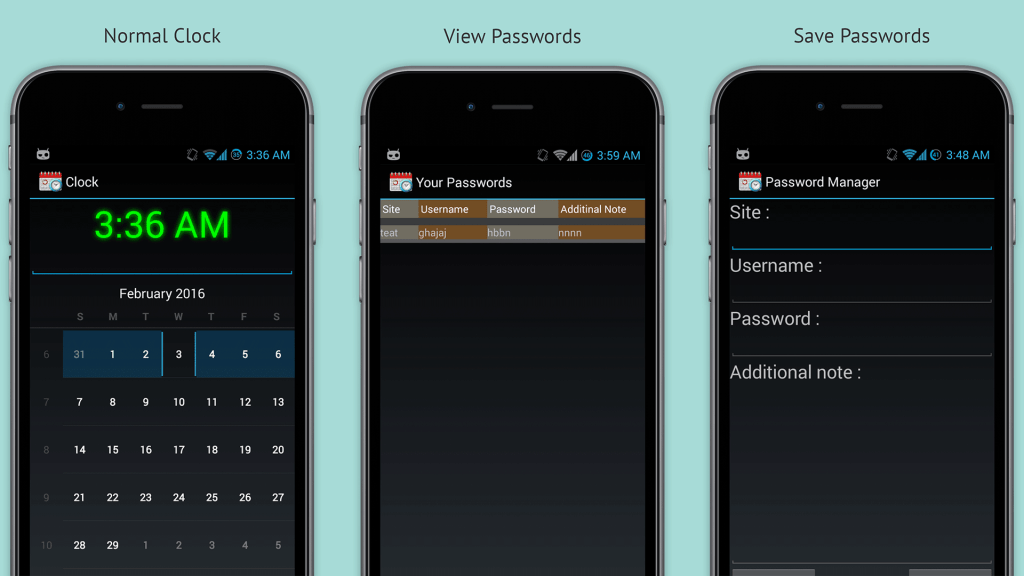 Normal Clock
View Passwords
Save Passwords
35 3:36 AM
Clock
3:36 AM
February 2016
S M T W T F S
6 31 1 2 3 4 5 6
7 7 8 9 10 11 12 13
8 14 15 16 17 18 19 20
9 21 22 23 24 25 26 27
10 28 29 1 2 3 4 5
3:59 AM
Your Passwords
Site Username Password Additinal Note
teat ghajaj hbbn nnnn
3:48 AM
Password Manager
Site :
Username :
Password :
Additional note :